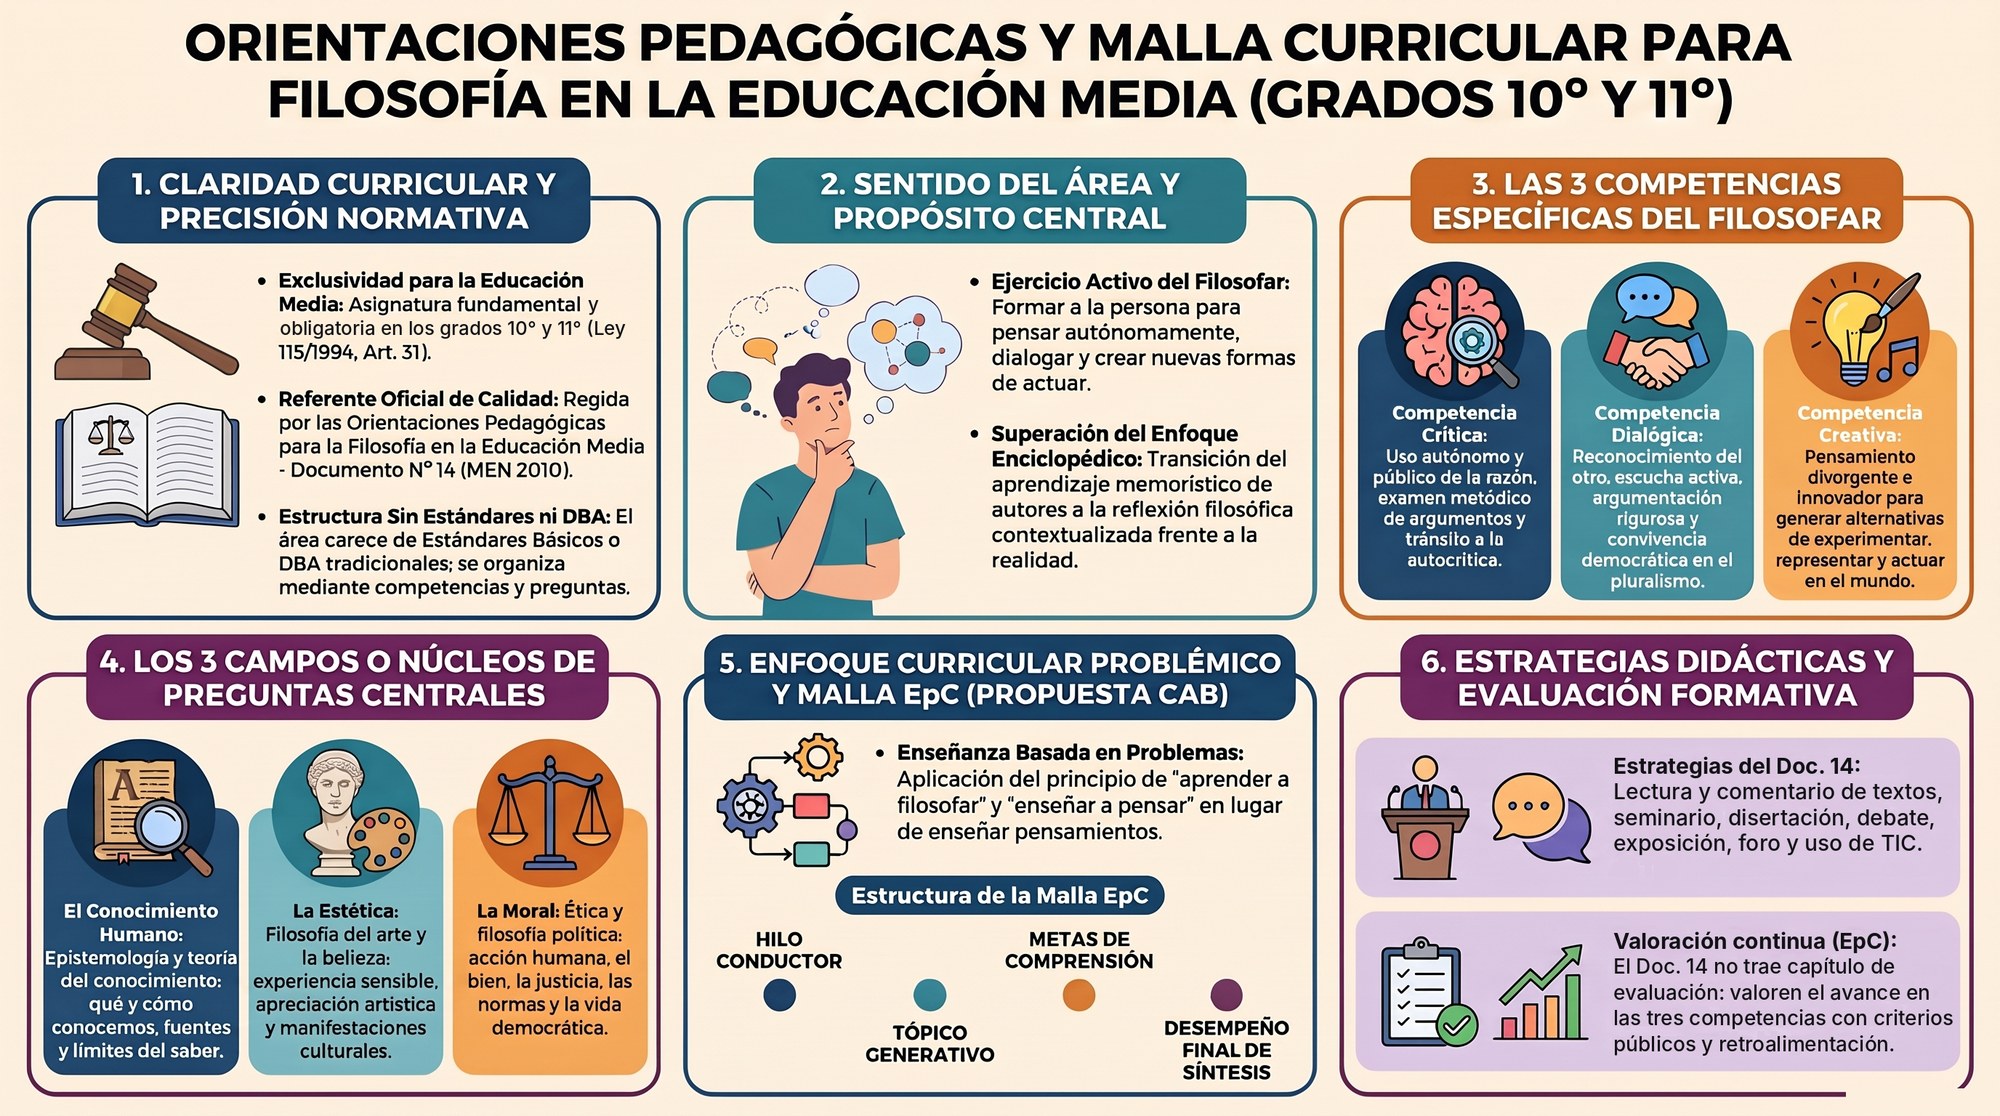 ORIENTACIONES PEDAGÓGICAS Y MALLA CURRICULAR PARA
FILOSOFÍA EN LA EDUCACIÓN MEDIA (GRADOS 10º Y 11º)
1. CLARIDAD CURRICULAR Y
PRECISIÓN NORMATIVA
• Exclusividad para la Educación
Media: Asignatura fundamental y
obligatoria en los grados 10° y 11° (Ley
115/1994, Art. 31).
• Referente Oficial de Calidad: Regida
por las Orientaciones Pedagógicas
para la Filosofía en la Educación Media
- Documento Nº 14 (MEN 2010).
• Estructura Sin Estándares ni DBA: El
área carece de Estándares Básicos o
DBA tradicionales; se organiza
mediante competencias y preguntas.
2. SENTIDO DEL ÁREA Y
PROPÓSITO CENTRAL
• Ejercicio Activo del Filosofar:
Formar a la persona para
pensar autónomamente,
dialogar y crear nuevas formas
de actuar.
• Superación del Enfoque
Enciclopédico: Transición del
aprendizaje memorístico de
autores a la reflexión filosófica
contextualizada frente a la
realidad.
3. LAS 3 COMPETENCIAS
ESPECÍFICAS DEL FILOSOFAR
Competencia
Crítica:
Uso autónomo y
público de la razón,
examen metódico
de argumentos y
tránsito a la
autocritica.
Competencia
Dialógica:
Reconocimiento del
otro, escucha activa,
argumentación
rigurosa y
convivencia
democrática en el
pluralismo.
Competencia
Creativa:
Pensamiento
divorgente e
innovador para
generar alternativas
de experimentar,
representar y actuar
en el mundo.
4. LOS 3 CAMPOS O NÚCLEOS DE
PREGUNTAS CENTRALES
A
El Conocimiento
Humano:
Epistemología y teoría
del conocimiento:
qué y cómo
conocemos, fuentes
y límites del saber.
La Estética:
Filosofia del arte y
la belieza:
experiencia sensible,
apreciación artistica
y manifestaciones
culturales.
La Moral: Ética y
filosofía política:
acción humana, el
bien, la justicia, las
normas y la vida
democrática.
5. ENFOQUE CURRICULAR PROBLÉMICO
Y MALLA EpC (PROPUESTA CAB)
• Enseñanza Basada en Problemas:
Aplicación del principio de "aprender a
filosofar" y "enseñar a pensar" en lugar
de enseñar pensamientos.
Estructura de la Malla EpC
HILO
CONDUCTOR
TÓPICO
GENERATIVO
METAS DE
COMPRENSIÓN
DESEMPEÑO
FINAL DE
SÍNTESIS
6. ESTRATEGIAS DIDÁCTICAS Y
EVALUACIÓN FORMATIVA
Estrategias del Doc. 14:
Lectura y comentario de textos,
seminario, disertación, debate,
exposición, foro y uso de TIC.
Valoración continua (EpC):
El Doc. 14 no trae capítulo de
evaluación: valoren el avance en
las tres competencias con criterios
públicos y retroalimentación.